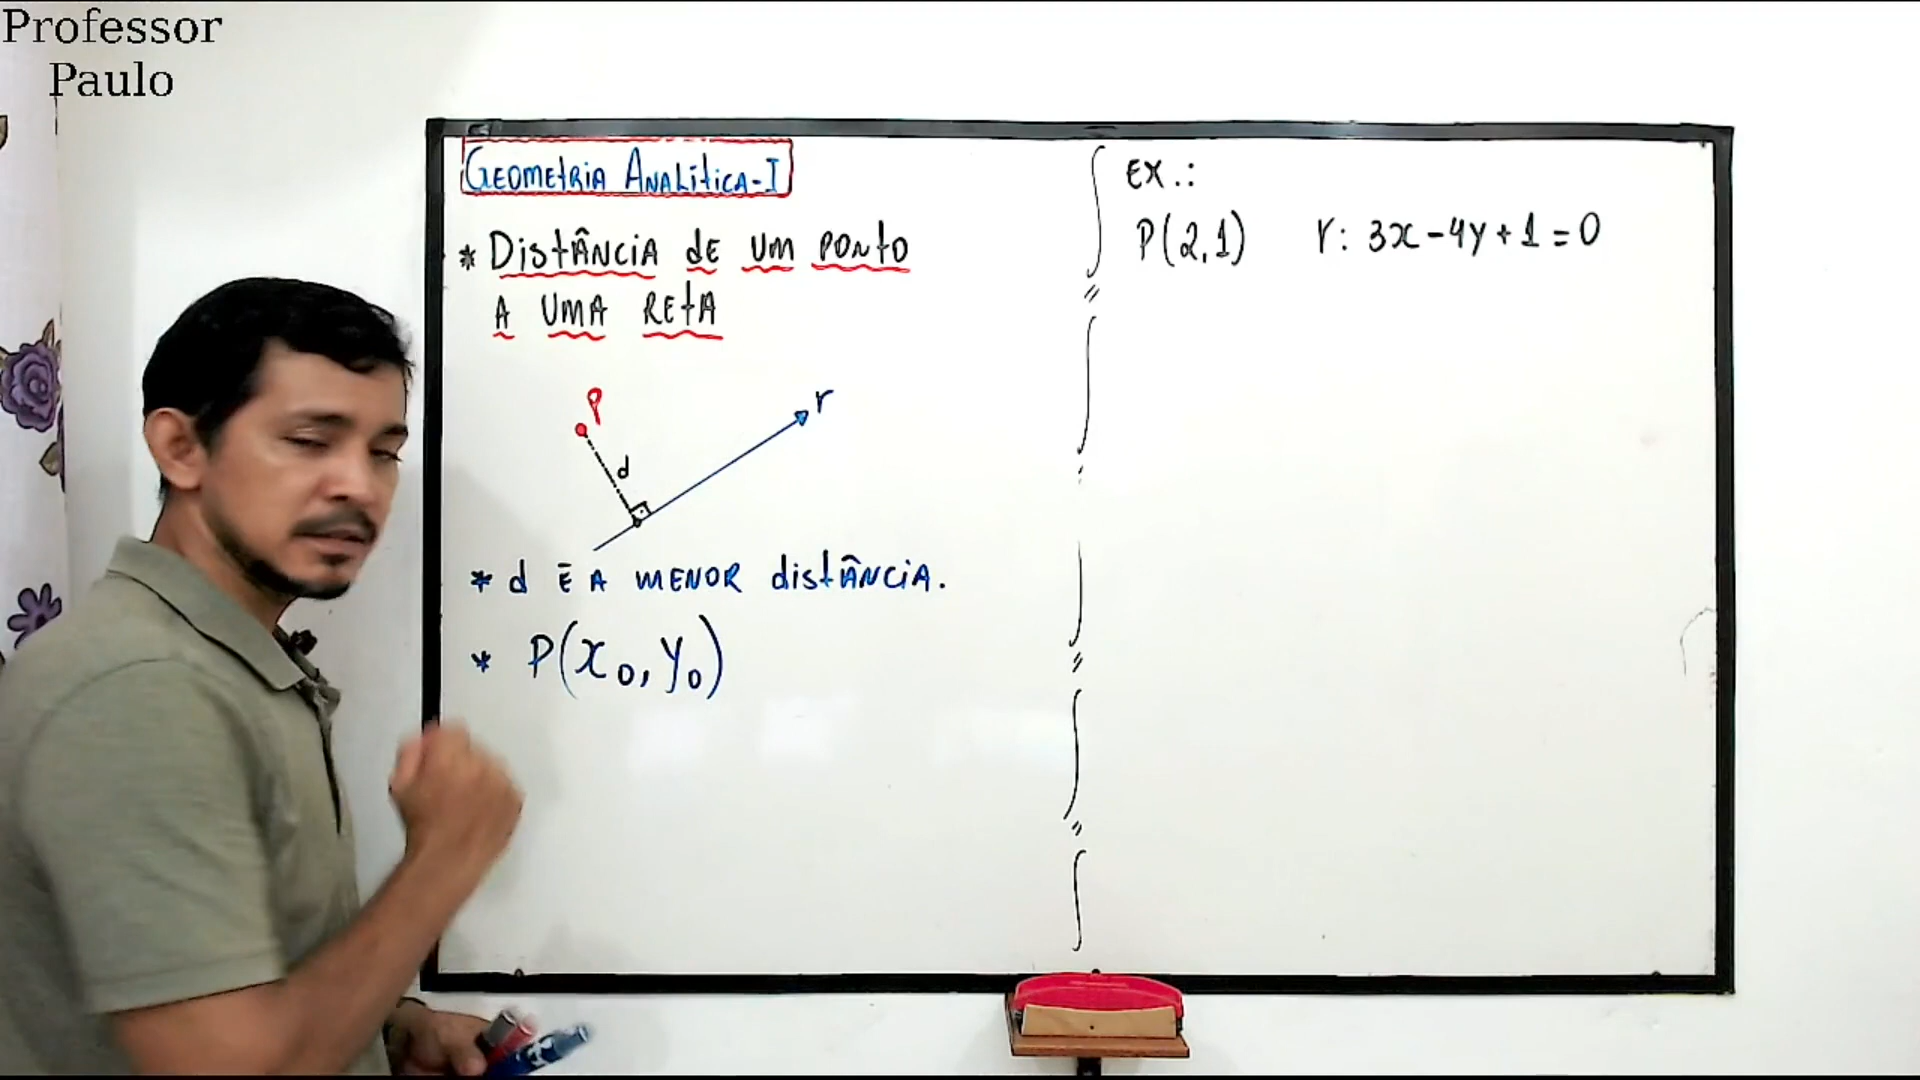 Professor
Paulo
GEOMETRIA ANALÍTICA-I
* DISTÂNCIA DE UM PONTO
A UMA RETA
P
r
d
* d É A MENOR distÂNCIA.
* P(x₀, y₀)
EX.:
P(2,1) r: 3x-4y+1=0